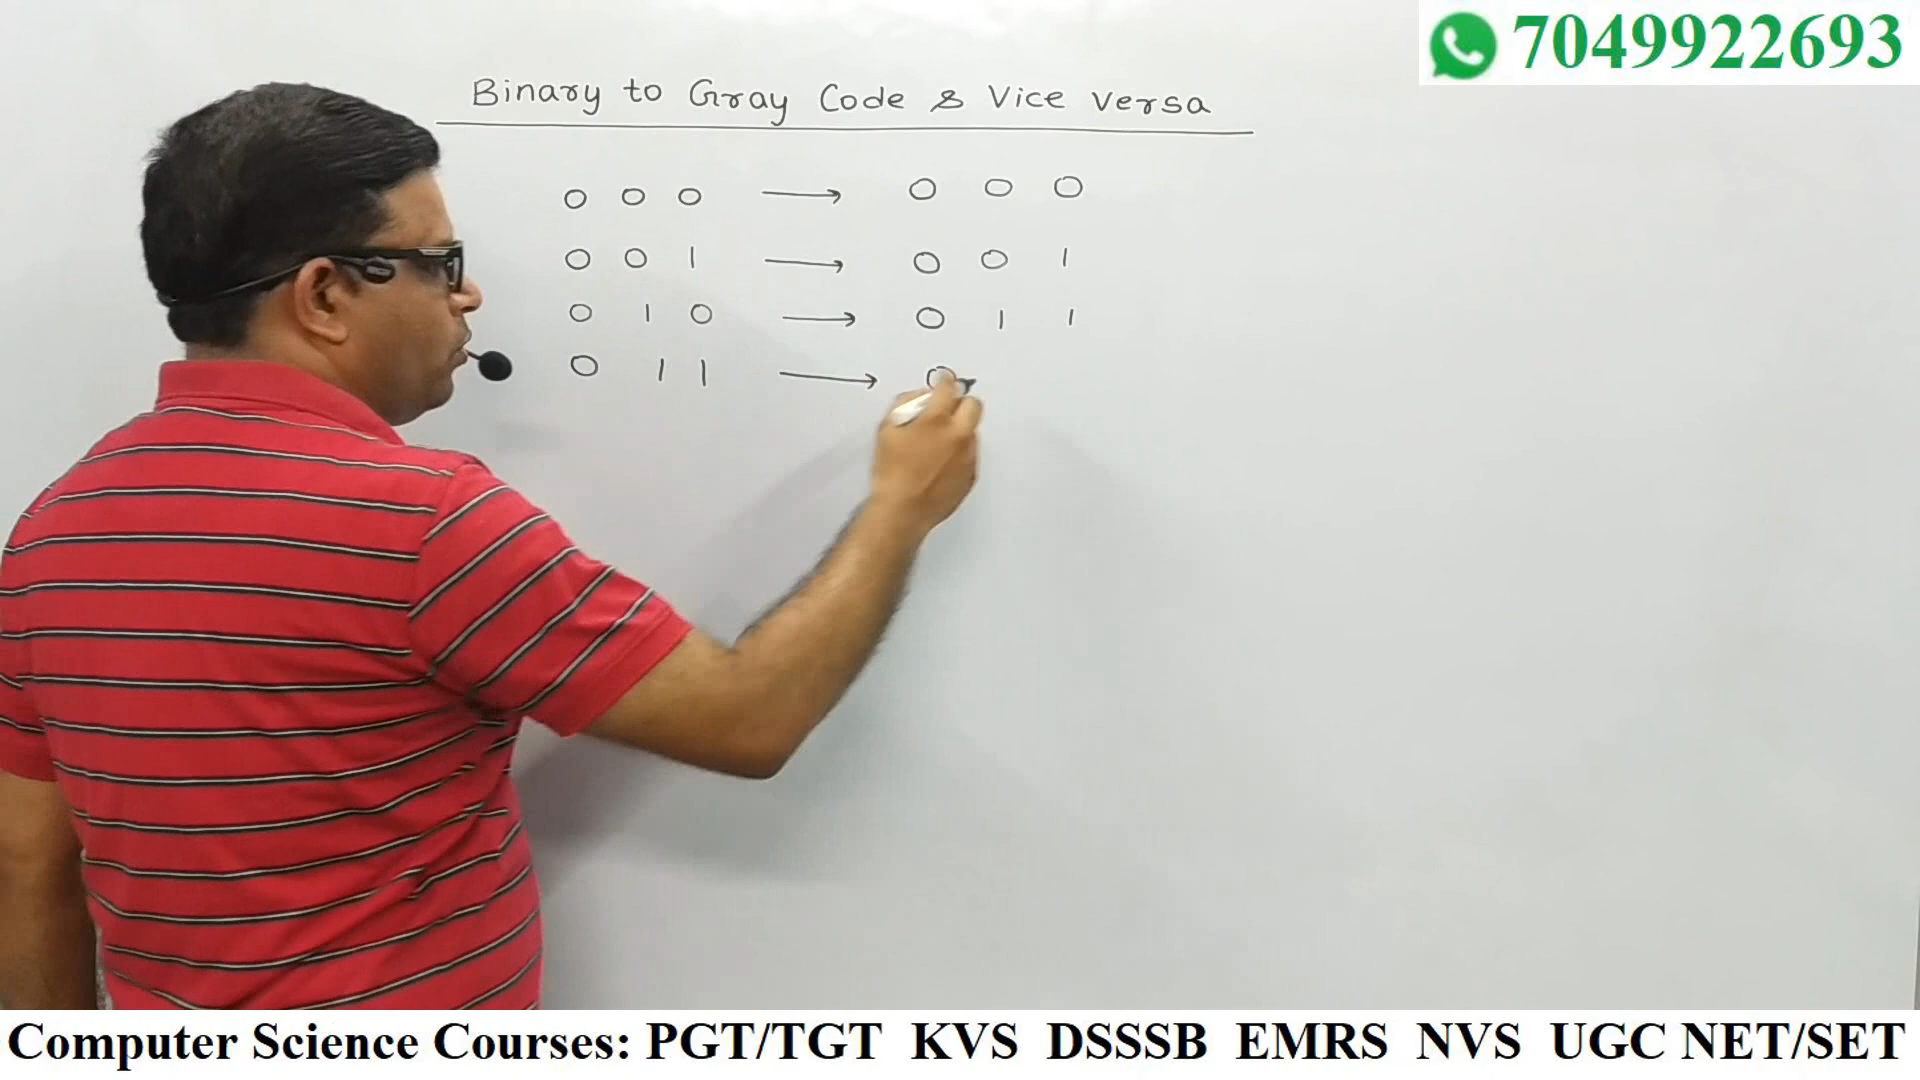 7049922693
Binary to Gray Code & Vice Versa
0 0 0 → 0 0 0
0 0 1 → 0 0 1
0 1 0 → 0 1 1
0 1 1 → 0
Computer Science Courses: PGT/TGT KVS DSSSB EMRS NVS UGC NET/SET